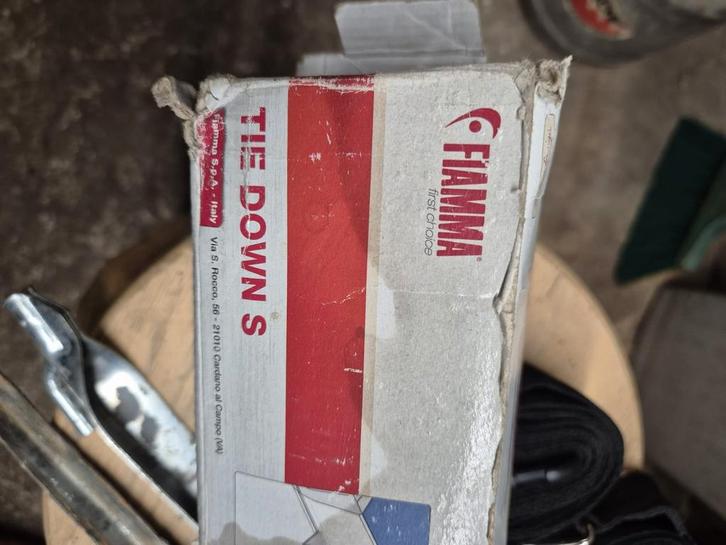 FIAMMA®
first choice
TIE DOWN S
Fiamma S.p.A. - Italy Via S. Rocco, 56 - 21010 Cardano al Campo (VA)